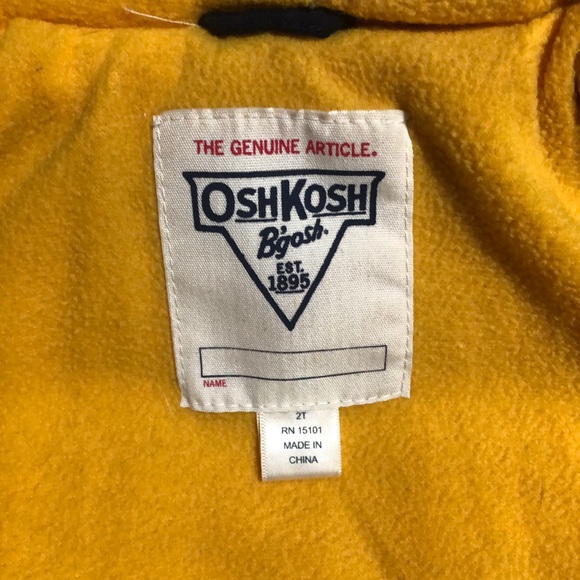 THE GENUINE ARTICLE.
OSHKOSH
B'gosh.
EST.
1895
NAME
2T
RN 15101
MADE IN
CHINA